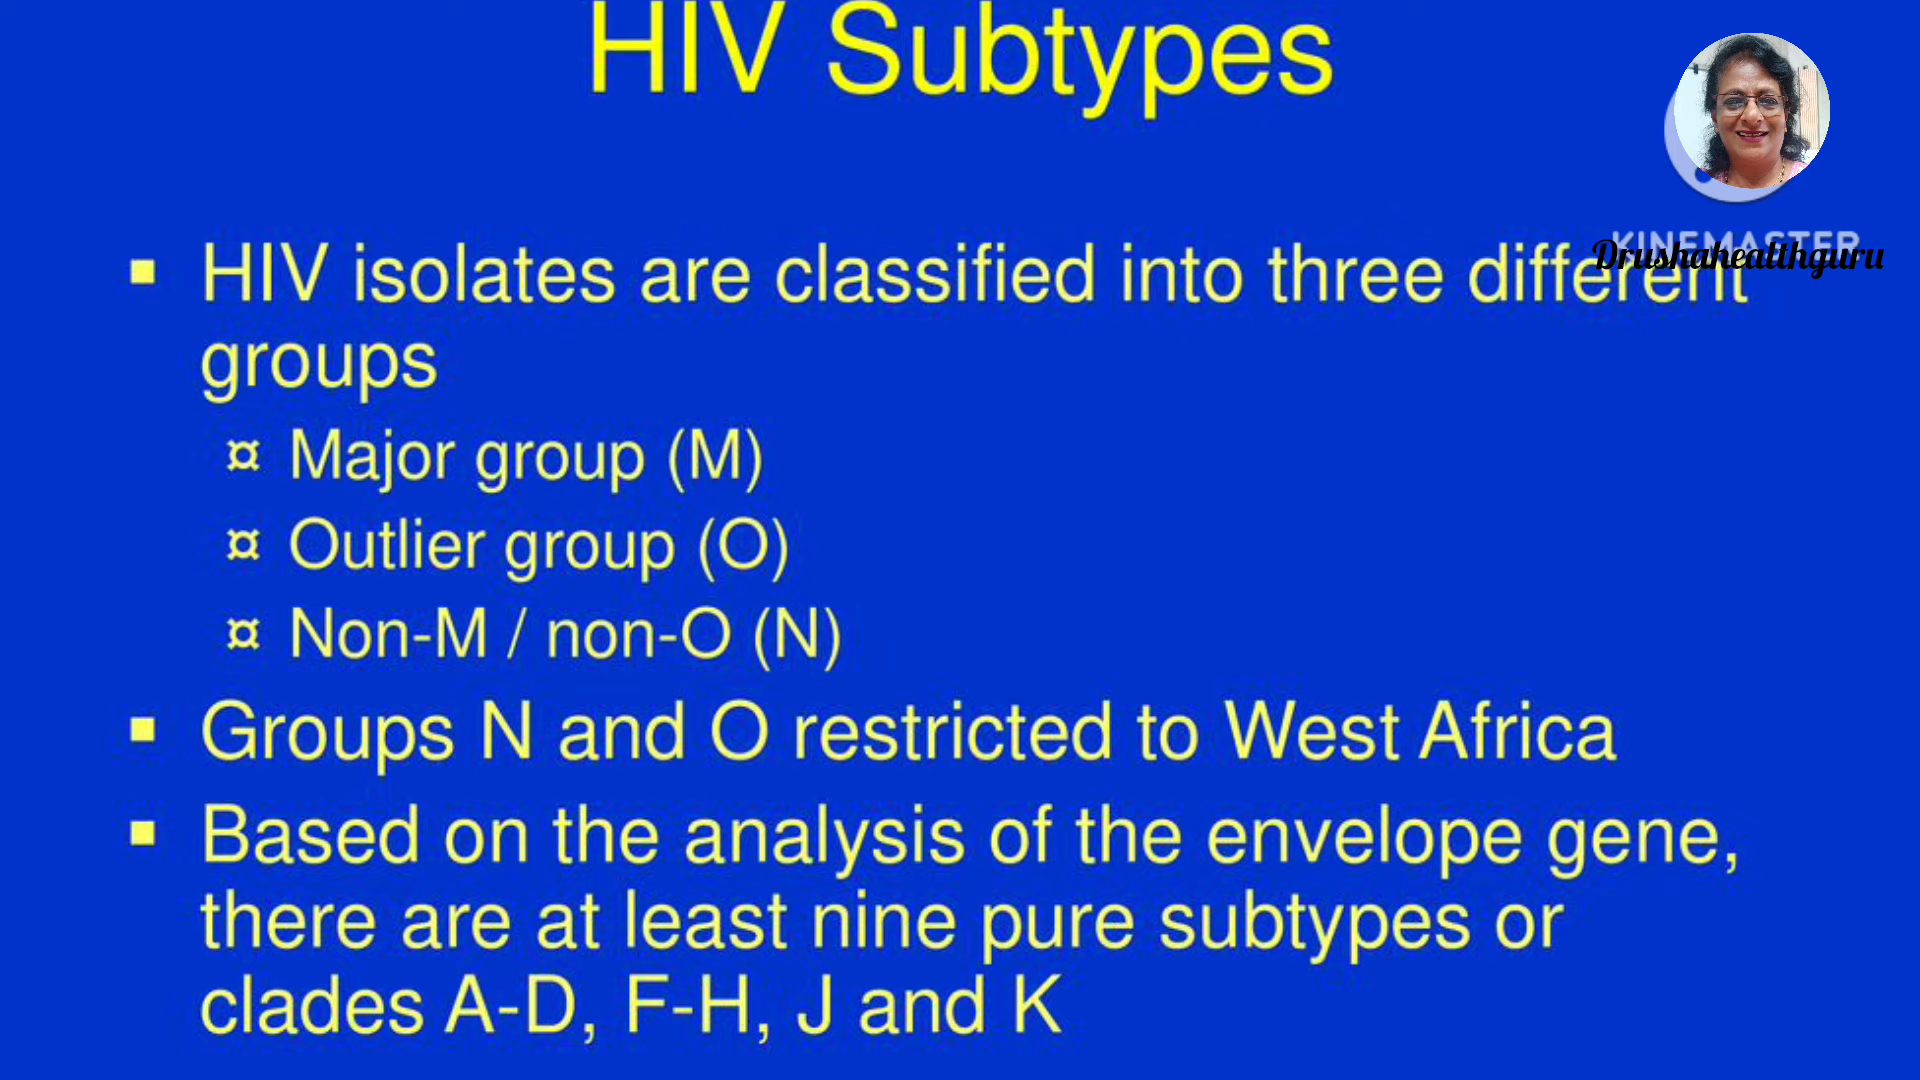 HIV Subtypes
KINEMASTER
Drushahealthguru
▪ HIV isolates are classified into three different
groups
¤ Major group (M)
¤ Outlier group (O)
¤ Non-M / non-O (N)
▪ Groups N and O restricted to West Africa
▪ Based on the analysis of the envelope gene,
there are at least nine pure subtypes or
clades A-D, F-H, J and K